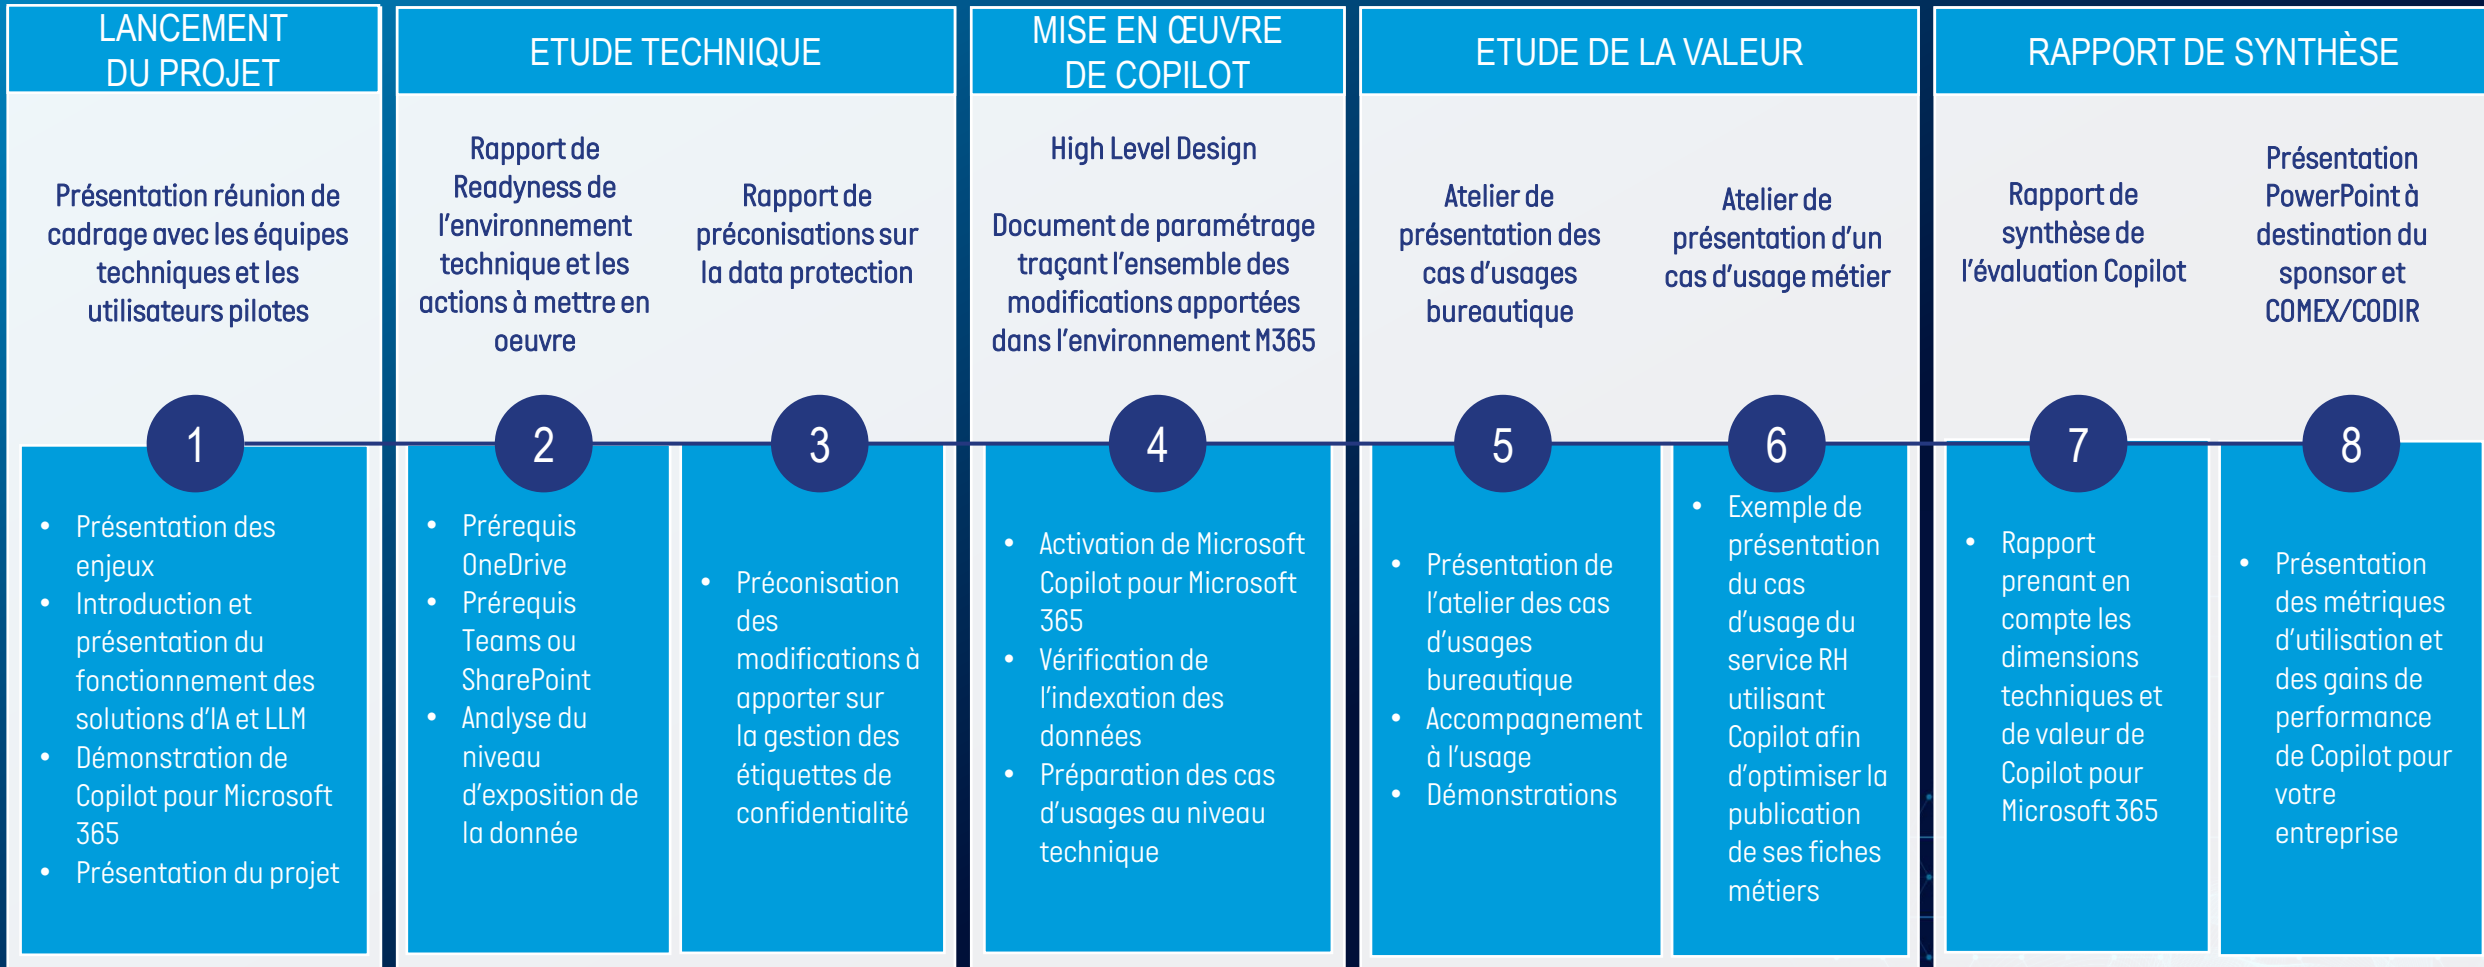 LANCEMENT
DU PROJET
ETUDE TECHNIQUE
MISE EN ŒUVRE
DE COPILOT
ETUDE DE LA VALEUR
RAPPORT DE SYNTHÈSE
Présentation réunion de
cadrage avec les équipes
techniques et les
utilisateurs pilotes
Rapport de
Readyness de
l'environnement
technique et les
actions à mettre en
oeuvre
Rapport de
préconisations sur
la data protection
High Level Design
Document de paramétrage
traçant l'ensemble des
modifications apportées
dans l'environnement M365
Atelier de
présentation des
cas d'usages
bureautique
Atelier de
présentation d'un
cas d'usage métier
Rapport de
synthèse de
l'évaluation Copilot
Présentation
PowerPoint à
destination du
sponsor et
COMEX/CODIR
1
2
3
4
5
6
7
8
• Présentation des
enjeux
• Introduction et
présentation du
fonctionnement des
solutions d'IA et LLM
• Démonstration de
Copilot pour Microsoft
365
• Présentation du projet
• Prérequis
OneDrive
• Prérequis
Teams ou
SharePoint
• Analyse du
niveau
d'exposition de
la donnée
• Préconisation
des
modifications à
apporter sur
la gestion des
étiquettes de
confidentialité
• Activation de Microsoft
Copilot pour Microsoft
365
• Vérification de
l'indexation des
données
• Préparation des cas
d'usages au niveau
technique
• Présentation de
l'atelier des cas
d'usages
bureautique
• Accompagnement
à l'usage
• Démonstrations
• Exemple de
présentation
du cas
d'usage du
service RH
utilisant
Copilot afin
d'optimiser la
publication
de ses fiches
métiers
• Rapport
prenant en
compte les
dimensions
techniques et
de valeur de
Copilot pour
Microsoft 365
• Présentation
des métriques
d'utilisation et
des gains de
performance
de Copilot pour
votre
entreprise